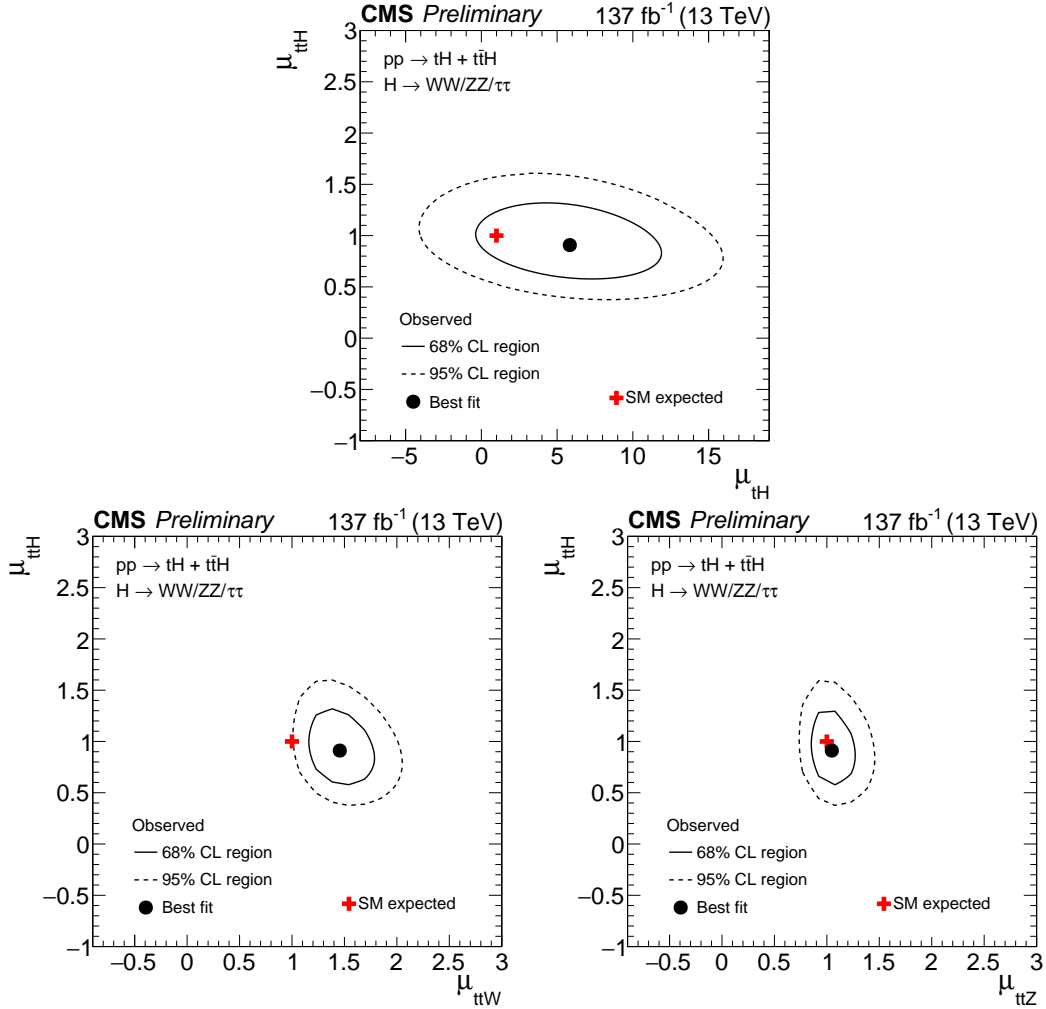 CMS Preliminary 137 fb⁻¹ (13 TeV)
μ_ttH
pp → tH + tt̄H
H → WW/ZZ/ττ
3
2.5
2
1.5
1
0.5
0
−0.5
−1
Observed
68% CL region
95% CL region
Best fit
SM expected
−5 0 5 10 15
μ_tH
CMS Preliminary 137 fb⁻¹ (13 TeV)
μ_ttH
pp → tH + tt̄H
H → WW/ZZ/ττ
3
2.5
2
1.5
1
0.5
0
−0.5
−1
Observed
68% CL region
95% CL region
Best fit
SM expected
−0.5 0 0.5 1 1.5 2 2.5 3
μ_ttW
CMS Preliminary 137 fb⁻¹ (13 TeV)
μ_ttH
pp → tH + tt̄H
H → WW/ZZ/ττ
3
2.5
2
1.5
1
0.5
0
−0.5
−1
Observed
68% CL region
95% CL region
Best fit
SM expected
−0.5 0 0.5 1 1.5 2 2.5 3
μ_ttZ